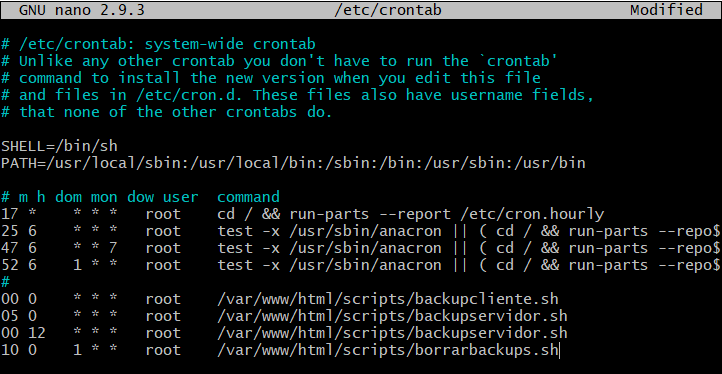 GNU nano 2.9.3 /etc/crontab Modified
# /etc/crontab: system-wide crontab
# Unlike any other crontab you don't have to run the `crontab'
# command to install the new version when you edit this file
# and files in /etc/cron.d. These files also have username fields,
# that none of the other crontabs do.
SHELL=/bin/sh
PATH=/usr/local/sbin:/usr/local/bin:/sbin:/bin:/usr/sbin:/usr/bin
# m h dom mon dow user  command
17 *    * * *   root    cd / && run-parts --report /etc/cron.hourly
25 6    * * *   root    test -x /usr/sbin/anacron || ( cd / && run-parts --repo$
47 6    * * 7   root    test -x /usr/sbin/anacron || ( cd / && run-parts --repo$
52 6    1 * *   root    test -x /usr/sbin/anacron || ( cd / && run-parts --repo$
#
00 0    * * *   root    /var/www/html/scripts/backupcliente.sh
05 0    * * *   root    /var/www/html/scripts/backupservidor.sh
00 12   * * *   root    /var/www/html/scripts/backupservidor.sh
10 0    1 * *   root    /var/www/html/scripts/borrarbackups.sh